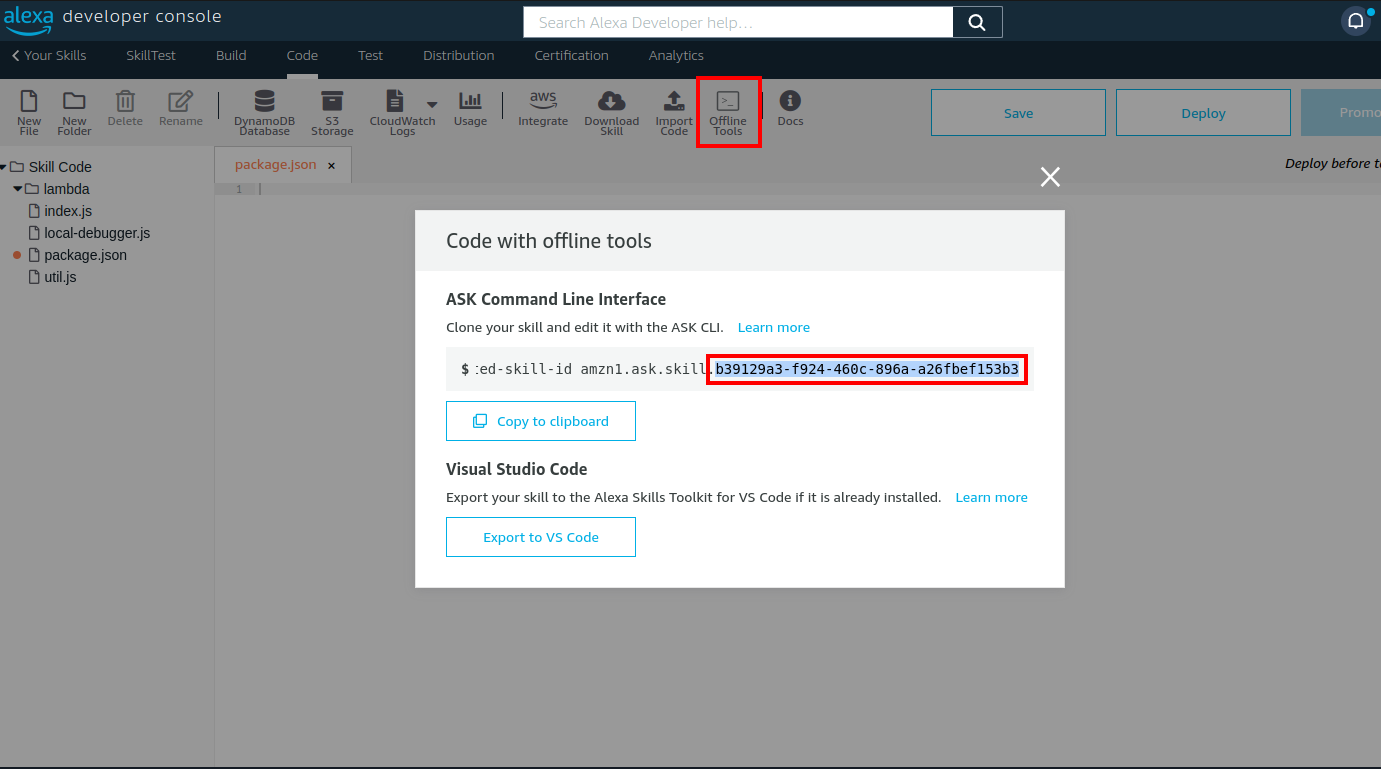 alexa developer console
Search Alexa Developer help…
Your Skills SkillTest Build Code Test Distribution Certification Analytics
New File
New Folder
Delete
Rename
DynamoDB Database
S3 Storage
CloudWatch Logs
Usage
aws
Integrate
Download Skill
Import Code
>_
Offline Tools
Docs
Save
Deploy
Promo
Skill Code
lambda
index.js
local-debugger.js
package.json
util.js
package.json ×
Deploy before t
1
Code with offline tools
ASK Command Line Interface
Clone your skill and edit it with the ASK CLI. Learn more
$ :ed-skill-id amzn1.ask.skill.b39129a3-f924-460c-896a-a26fbef153b3
Copy to clipboard
Visual Studio Code
Export your skill to the Alexa Skills Toolkit for VS Code if it is already installed. Learn more
Export to VS Code